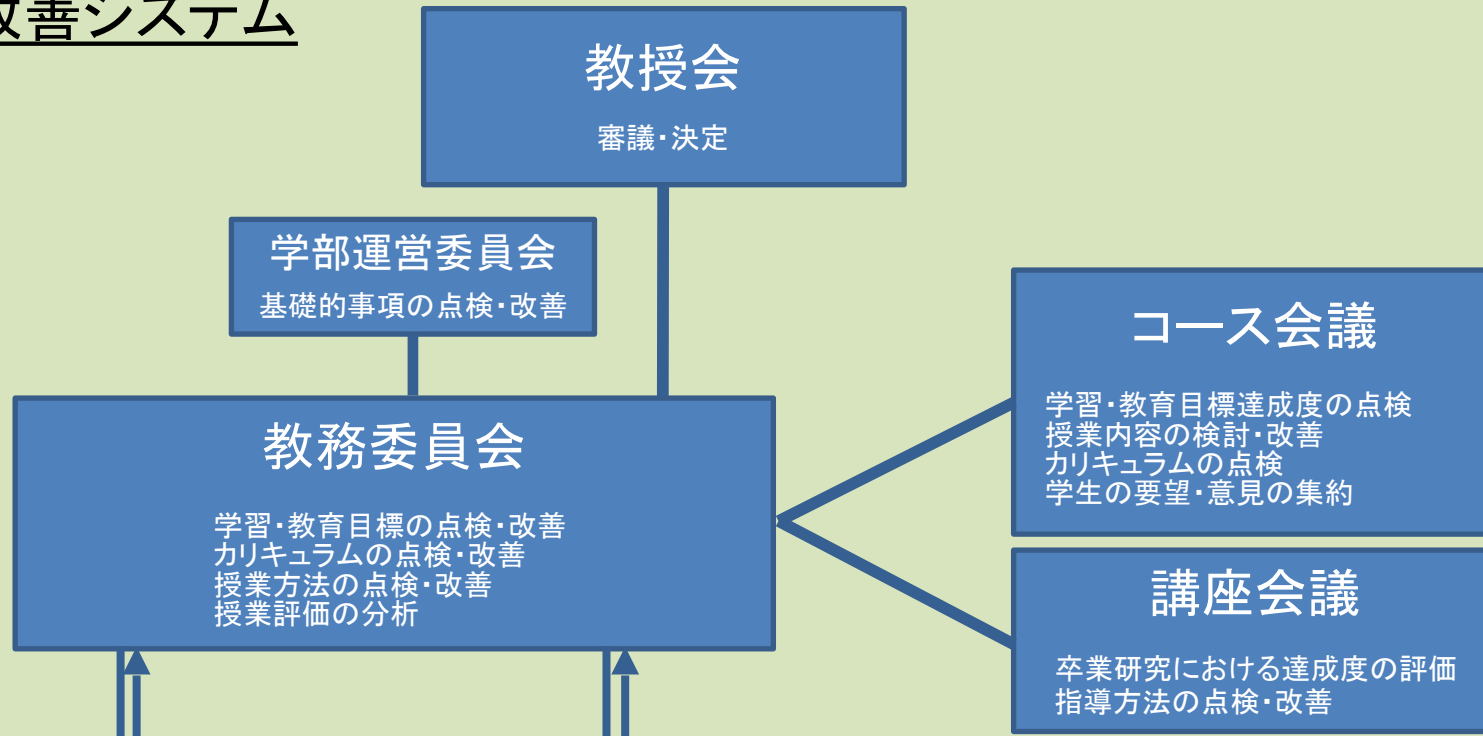 改善システム
教授会
審議・決定
学部運営委員会
基礎的事項の点検・改善
教務委員会
学習・教育目標の点検・改善
カリキュラムの点検・改善
授業方法の点検・改善
授業評価の分析
コース会議
学習・教育目標達成度の点検
授業内容の検討・改善
カリキュラムの点検
学生の要望・意見の集約
講座会議
卒業研究における達成度の評価
指導方法の点検・改善